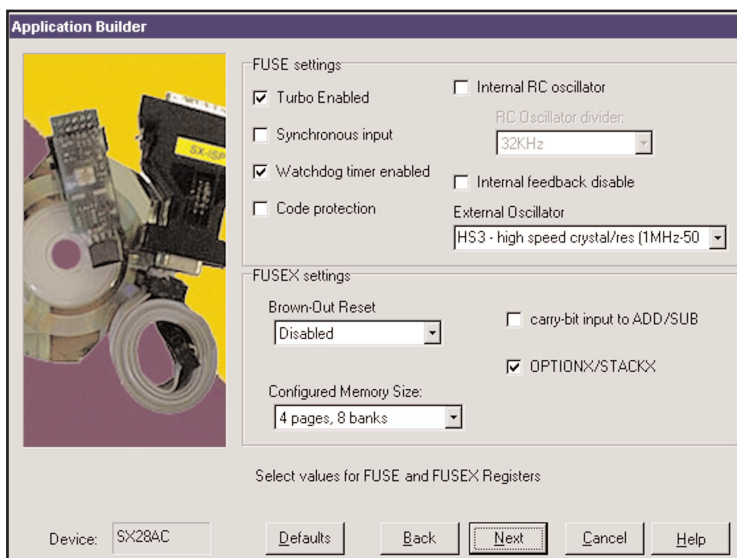 Application Builder
FUSE settings
Turbo Enabled
Synchronous input
Watchdog timer enabled
Code protection
Internal RC oscillator
RC Oscillator divider:
32KHz
Internal feedback disable
External Oscillator
HS3 - high speed crystal/res (1MHz-50
FUSEX settings
Brown-Out Reset
Disabled
carry-bit input to ADD/SUB
OPTIONX/STACKX
Configured Memory Size:
4 pages, 8 banks
Select values for FUSE and FUSEX Registers
Device:
SX28AC
Defaults
Back
Next
Cancel
Help
SX-ISP